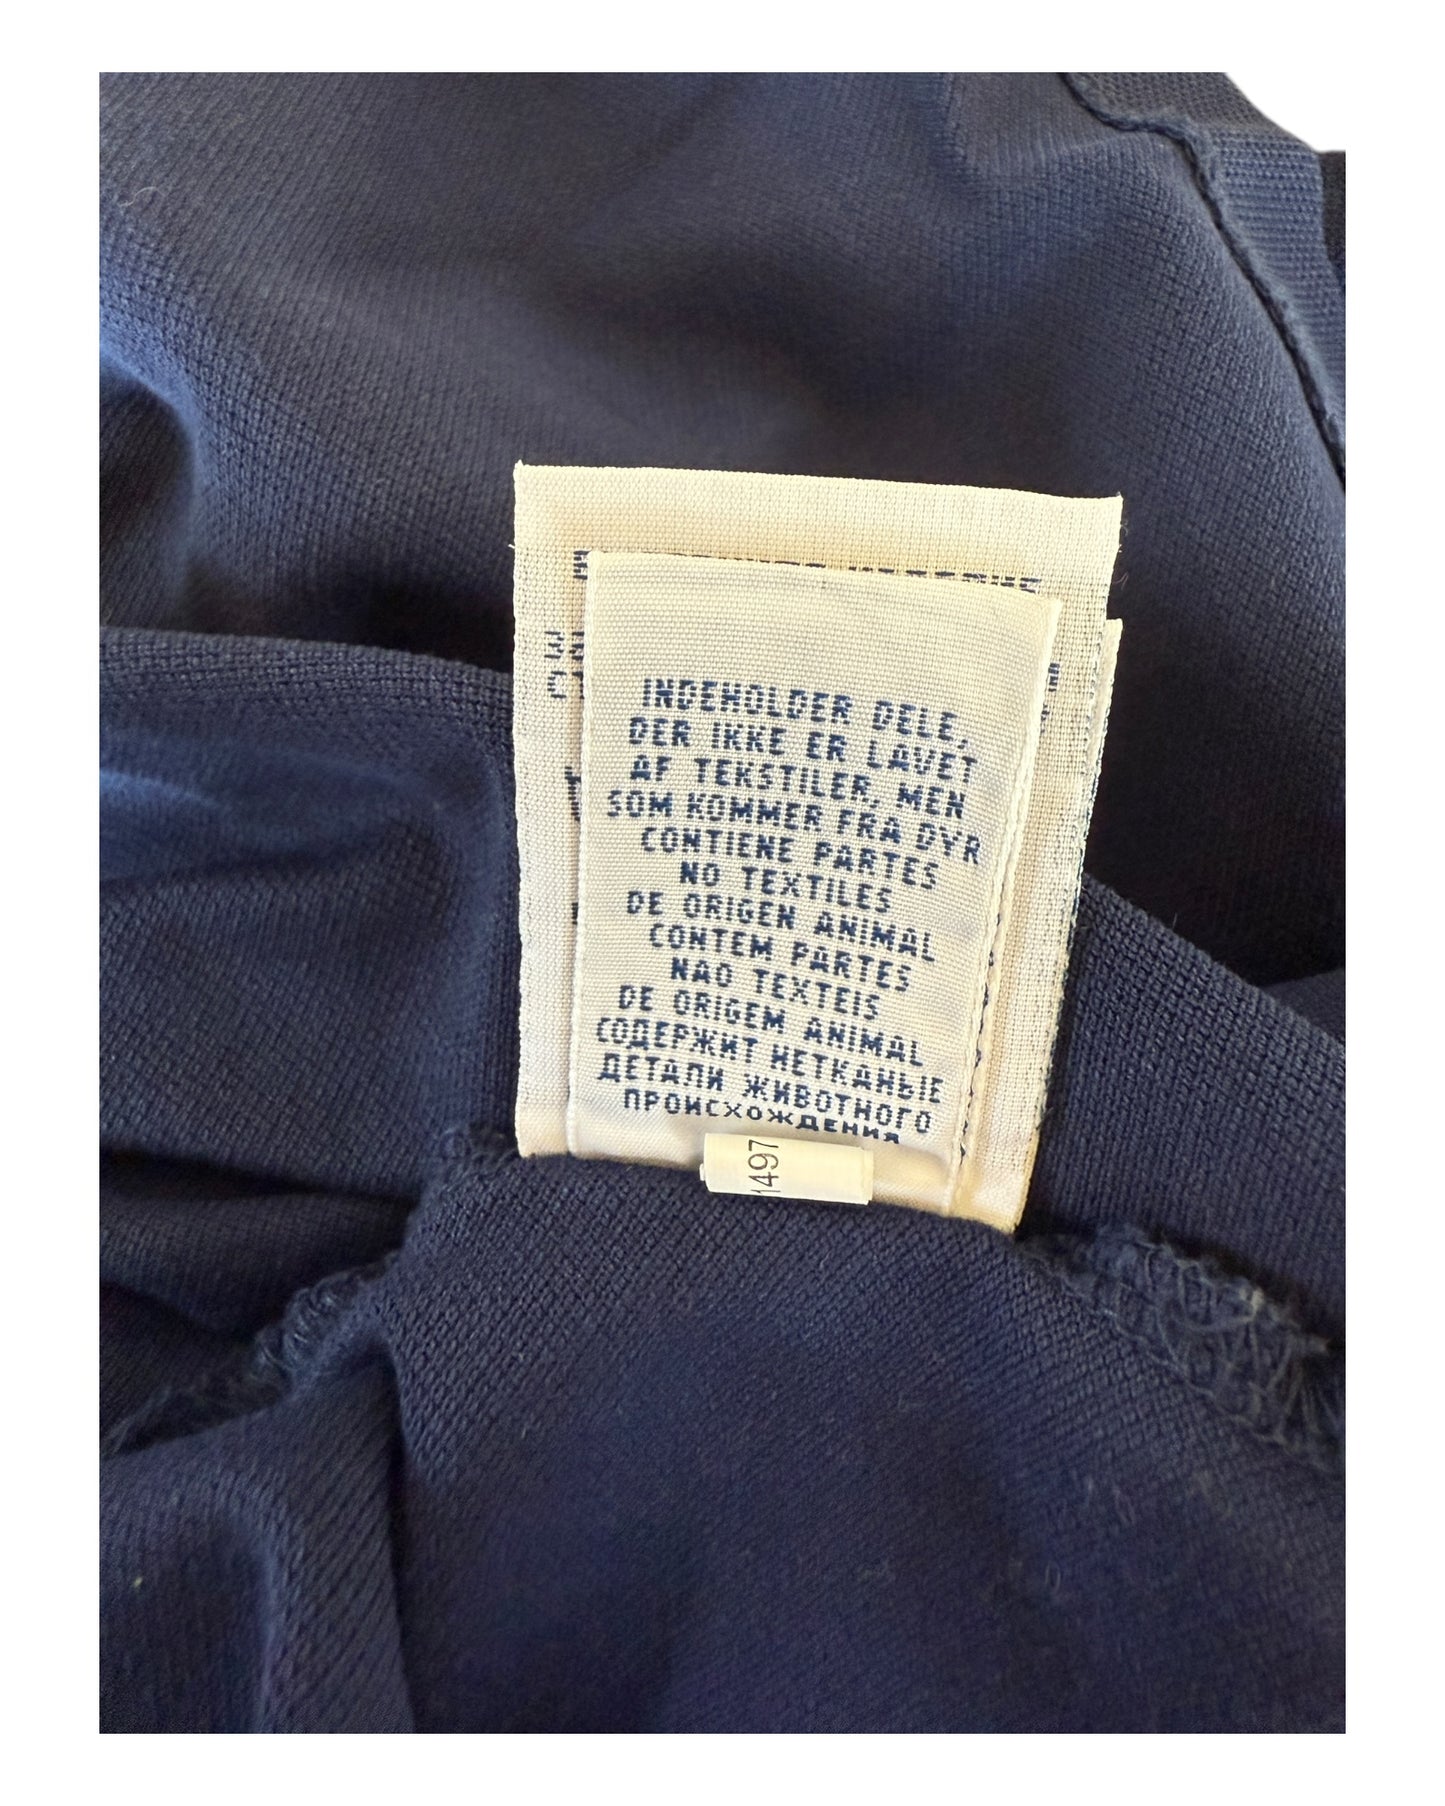 INDEHOLDER DELE,
DER IKKE ER LAVET
AF TEKSTILER, MEN
SOM KOMMER FRA DYR
CONTIENE PARTES
NO TEXTILES
DE ORIGEN ANIMAL
CONTEM PARTES
NAO TEXTEIS
DE ORIGEM ANIMAL
СОДЕРЖИТ НЕТКАНЫЕ
ДЕТАЛИ ЖИВОТНОГО
ПРОИСХОЖДЕНИЯ
1497